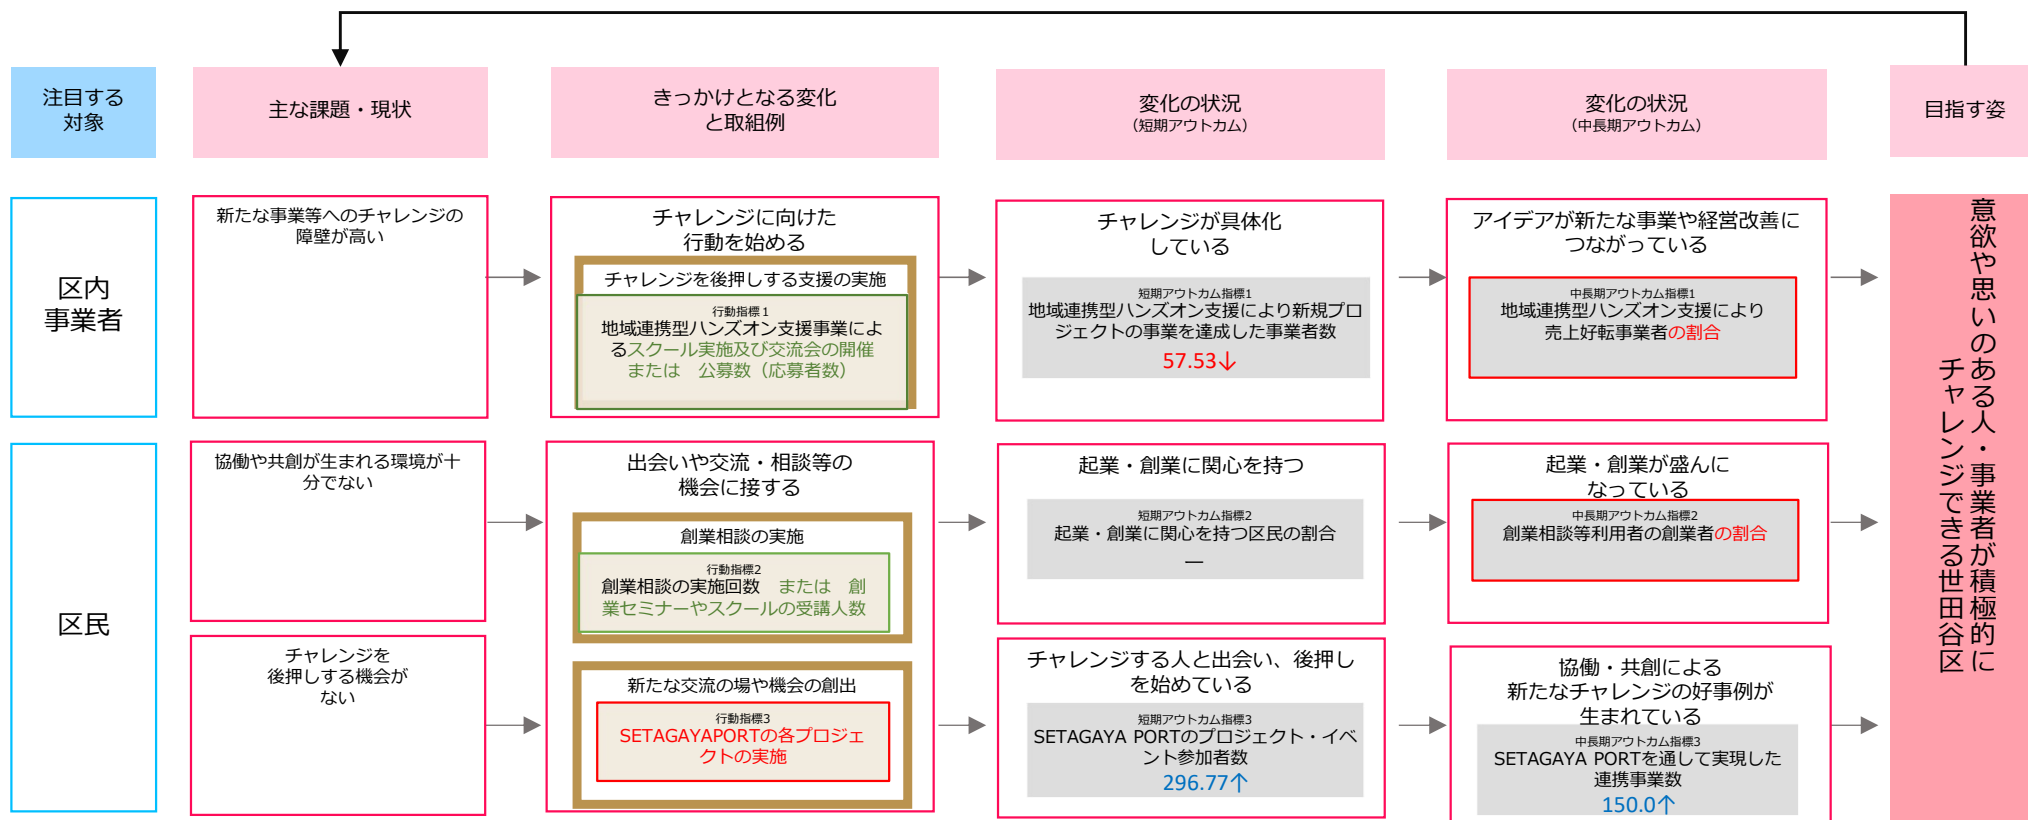 注目する
対象
主な課題・現状
きっかけとなる変化
と取組例
変化の状況
（短期アウトカム）
変化の状況
（中長期アウトカム）
目指す姿
区内
事業者
新たな事業等へのチャレンジの
障壁が高い
チャレンジに向けた
行動を始める
チャレンジを後押しする支援の実施
行動指標１
地域連携型ハンズオン支援事業によ
るスクール実施及び交流会の開催
または　公募数（応募者数）
チャレンジが具体化
している
短期アウトカム指標1
地域連携型ハンズオン支援により新規プロ
ジェクトの事業を達成した事業者数
57.53↓
アイデアが新たな事業や経営改善に
つながっている
中長期アウトカム指標1
地域連携型ハンズオン支援により
売上好転事業者の割合
区民
協働や共創が生まれる環境が十
分でない
出会いや交流・相談等の
機会に接する
創業相談の実施
行動指標2
創業相談の実施回数　または　創
業セミナーやスクールの受講人数
起業・創業に関心を持つ
短期アウトカム指標2
起業・創業に関心を持つ区民の割合
―
起業・創業が盛んに
なっている
中長期アウトカム指標2
創業相談等利用者の創業者の割合
チャレンジを
後押しする機会が
ない
新たな交流の場や機会の創出
行動指標3
SETAGAYAPORTの各プロジェ
クトの実施
チャレンジする人と出会い、後押し
を始めている
短期アウトカム指標3
SETAGAYA PORTのプロジェクト・イベ
ント参加者数
296.77↑
協働・共創による
新たなチャレンジの好事例が
生まれている
中長期アウトカム指標3
SETAGAYA PORTを通して実現した
連携事業数
150.0↑
意欲や思いのある人・事業者が積極的に
チャレンジできる世田谷区